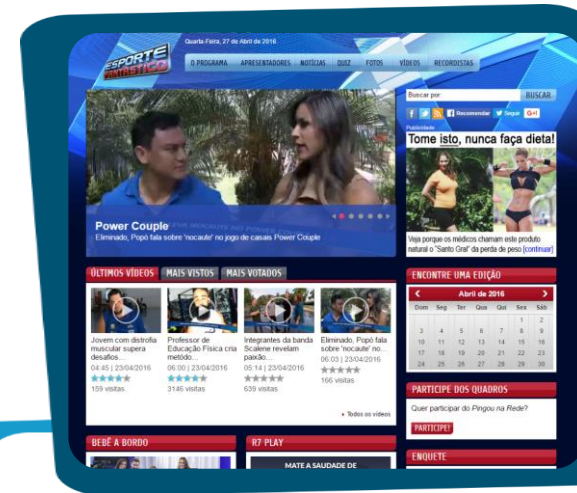 Quarta-Feira, 27 de Abril de 2016
ESPORTE
FANTÁSTICO
O PROGRAMA APRESENTADORES NOTÍCIAS QUIZ FOTOS VÍDEOS RECORDISTAS
Buscar por BUSCAR
Recomendar Seguir G+1
Publicidade
Tome isto, nunca faça dieta!
Veja porque os médicos chamam este produto
natural o "Santo Gral" da perda de peso [continuar]
Power Couple
Eliminado, Popó fala sobre 'nocaute' no jogo de casais Power Couple
ÚLTIMOS VÍDEOS MAIS VISTOS MAIS VOTADOS
Jovem com distrofia
muscular supera
desafios...
04:45 | 23/04/2016
159 visitas
Professor de
Educação Física cria
metódo...
06:00 | 23/04/2016
3146 visitas
Integrantes da banda
Scalene revelam
paixão...
05:14 | 23/04/2016
639 visitas
Eliminado, Popó fala
sobre 'nocaute' no...
06:03 | 23/04/2016
166 visitas
Todos os vídeos
ENCONTRE UMA EDIÇÃO
Abril de 2016
Dom Seg Ter Qua Qui Sex Sáb
1 2
3 4 5 6 7 8 9
10 11 12 13 14 15 16
17 18 19 20 21 22 23
24 25 26 27 28 29 30
PARTICIPE DOS QUADROS
Quer participar do Pingou na Rede?
PARTICIPE!
BEBÊ A BORDO
R7 PLAY
MATE A SAUDADE DE
ENQUETE